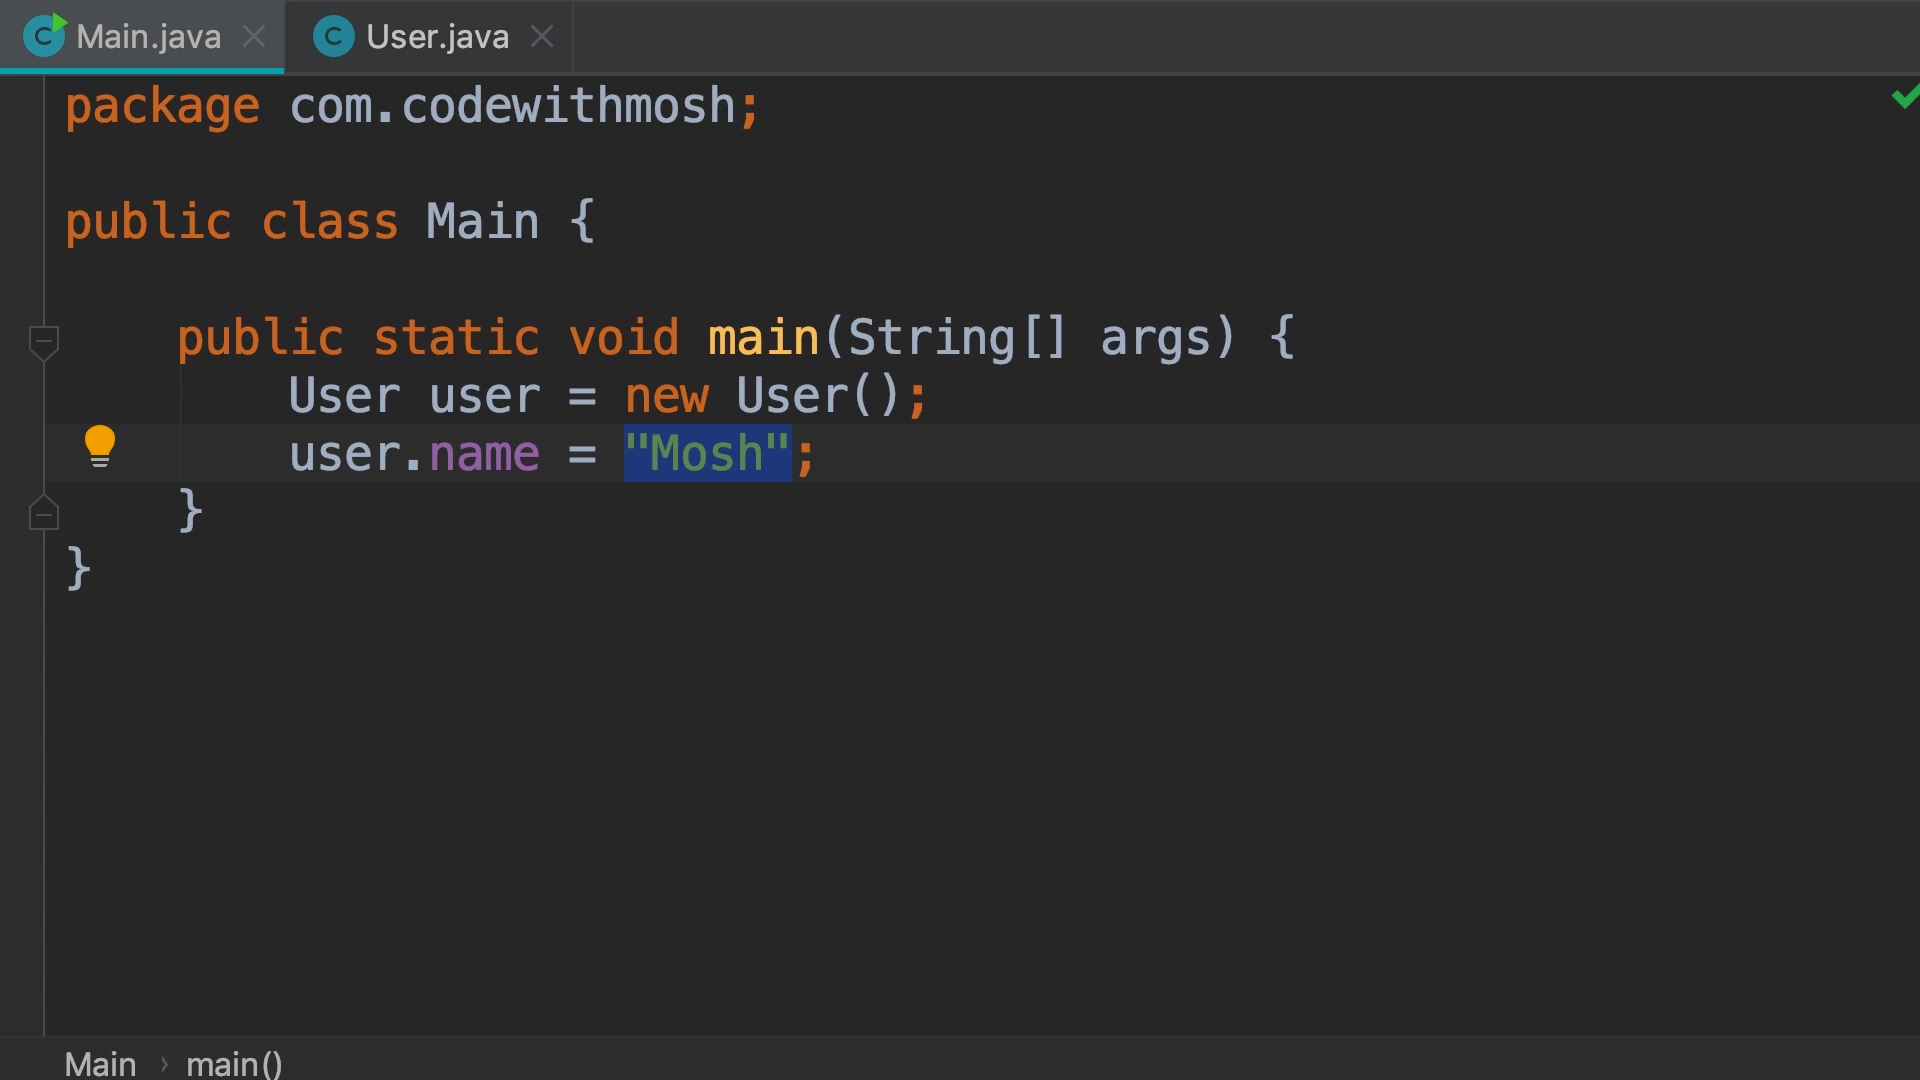 Main.java
User.java
package com.codewithmosh;
public class Main {
public static void main(String[] args) {
User user = new User();
user.name = "Mosh";
}
}
Main › main()